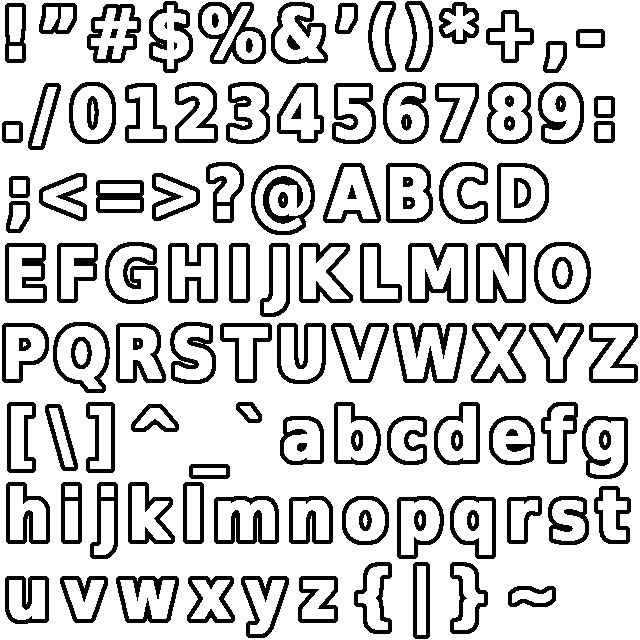 !”#$%&’()*+,-
./0123456789:
;<=>?@ABCD
EFGHIJKLMNO
PQRSTUVWXYZ
[\]^_`abcdefg
hijklmnopqrst
uvwxyz{|}~